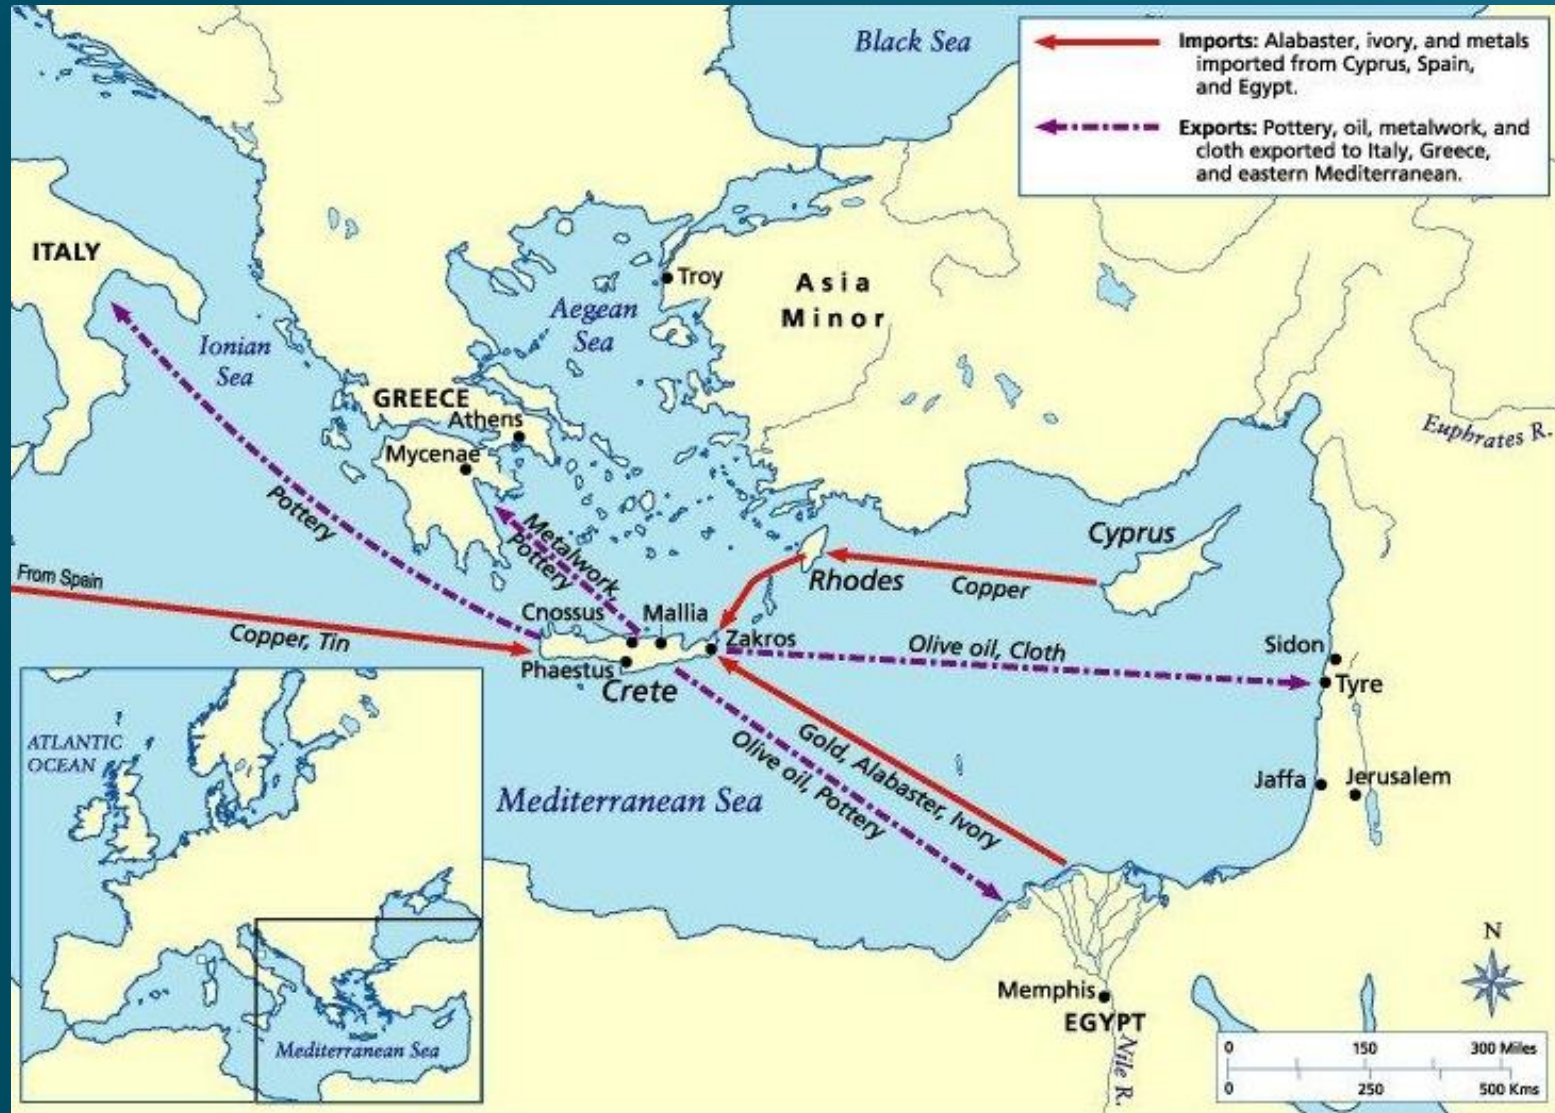 Black Sea
Imports: Alabaster, ivory, and metals
imported from Cyprus, Spain,
and Egypt.
Exports: Pottery, oil, metalwork, and
cloth exported to Italy, Greece,
and eastern Mediterranean.
ITALY
Troy
Asia
Minor
Aegean
Sea
Ionian
Sea
GREECE
Athens
Mycenae
Euphrates R.
Pottery
Metalwork,
Pottery
Cyprus
Rhodes
Copper
From Spain
Copper, Tin
Cnossus
Mallia
Zakros
Phaestus
Crete
Olive oil, Cloth
Sidon
Tyre
Gold, Alabaster, Ivory
Olive oil, Pottery
Mediterranean Sea
Jaffa
Jerusalem
ATLANTIC
OCEAN
Mediterranean Sea
Memphis
EGYPT
Nile R.
N
0 150 300 Miles
0 250 500 Kms